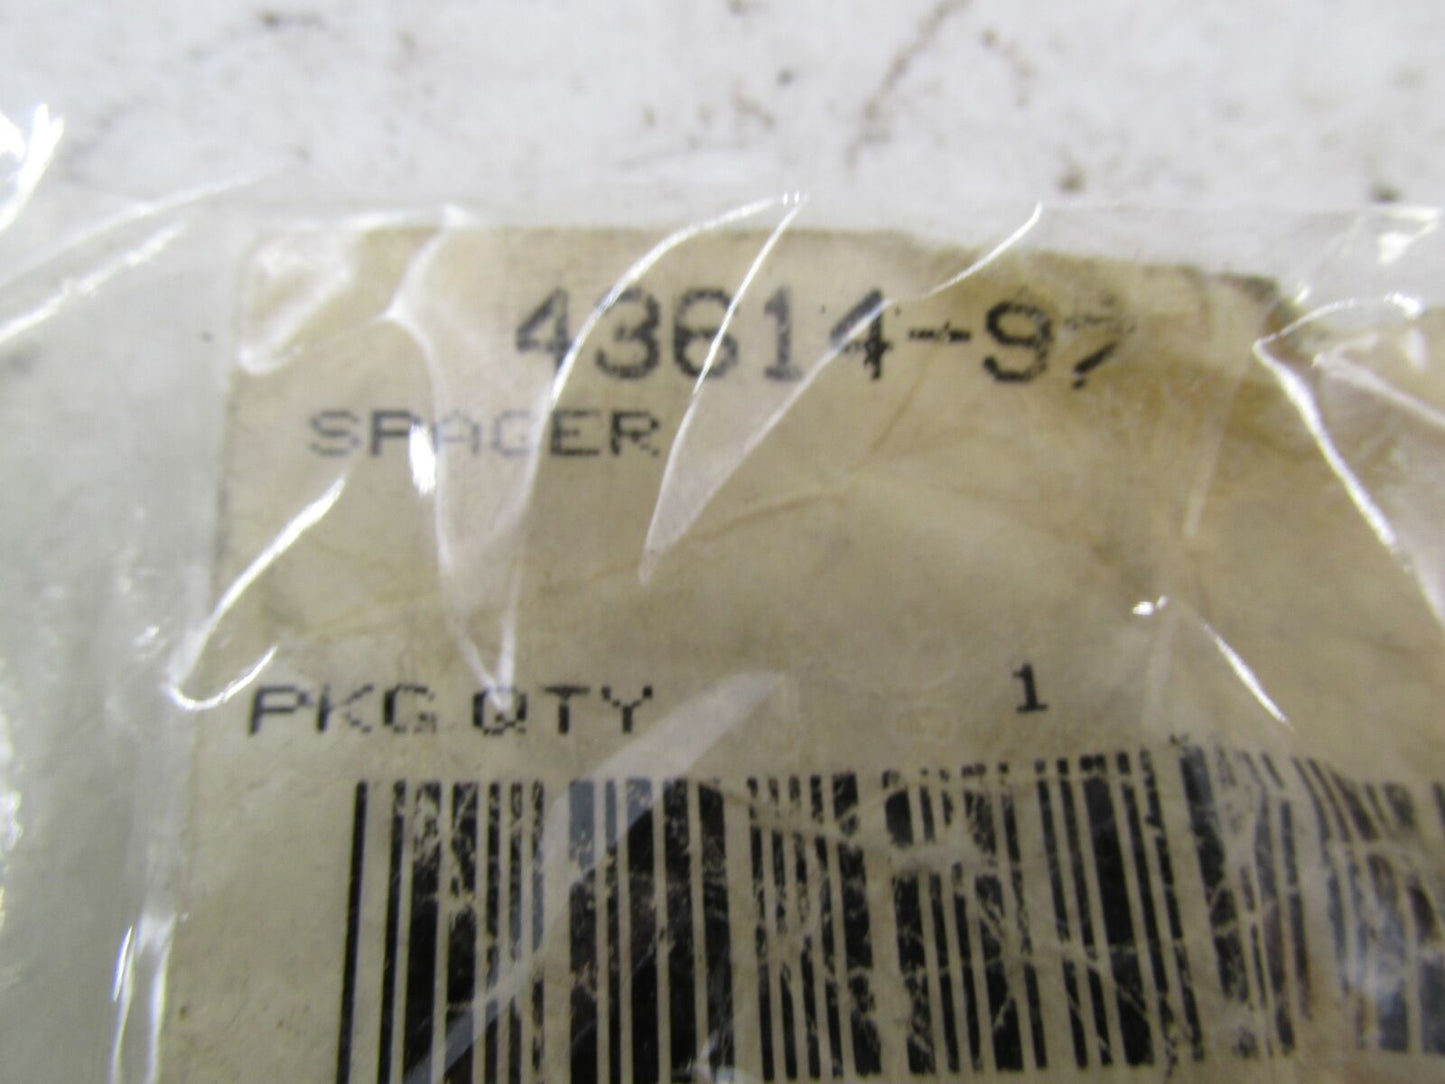 43614-97
SPACER
PKG QTY 1